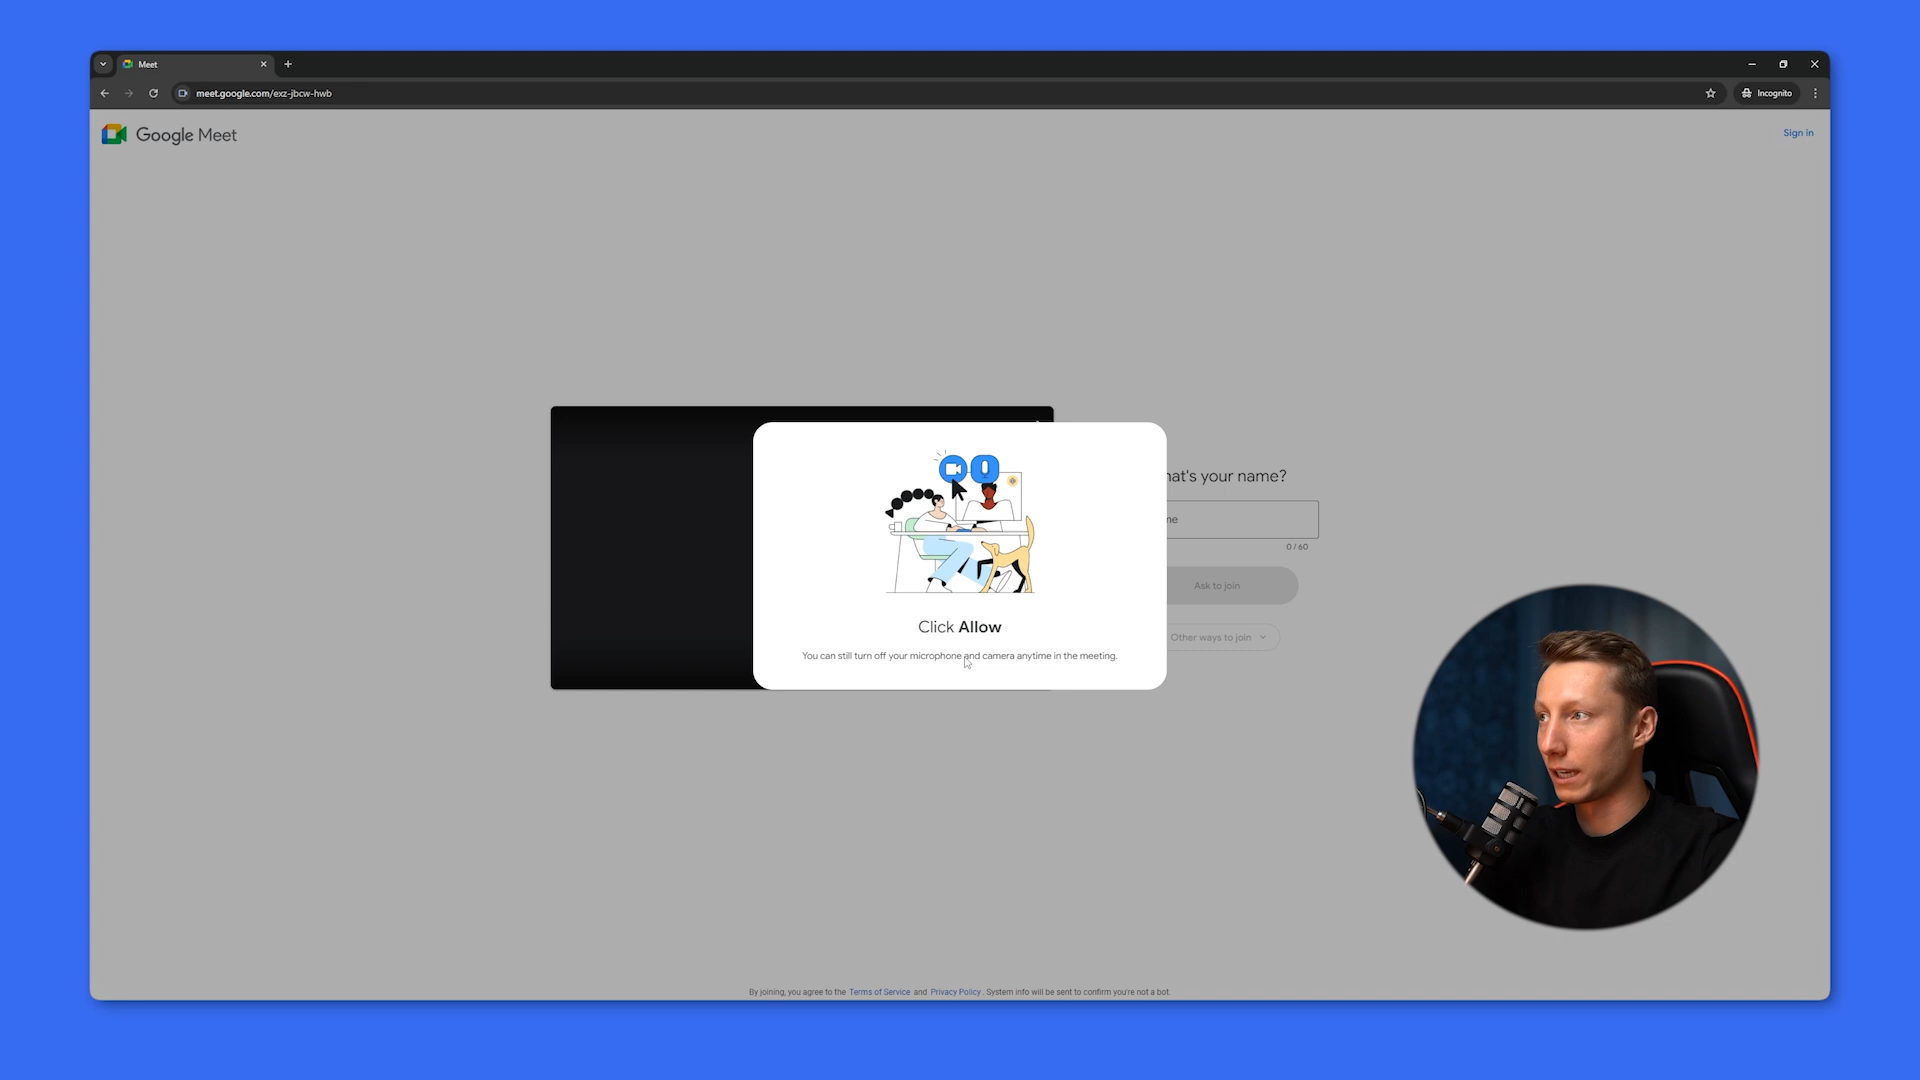 Meet
meet.google.com/exz-jbcw-hwb
Incognito
Google Meet
Sign in
hat's your name?
me
0 / 60
Ask to join
Other ways to join
Click Allow
You can still turn off your microphone and camera anytime in the meeting.
By joining, you agree to the Terms of Service and Privacy Policy. System info will be sent to confirm you're not a bot.